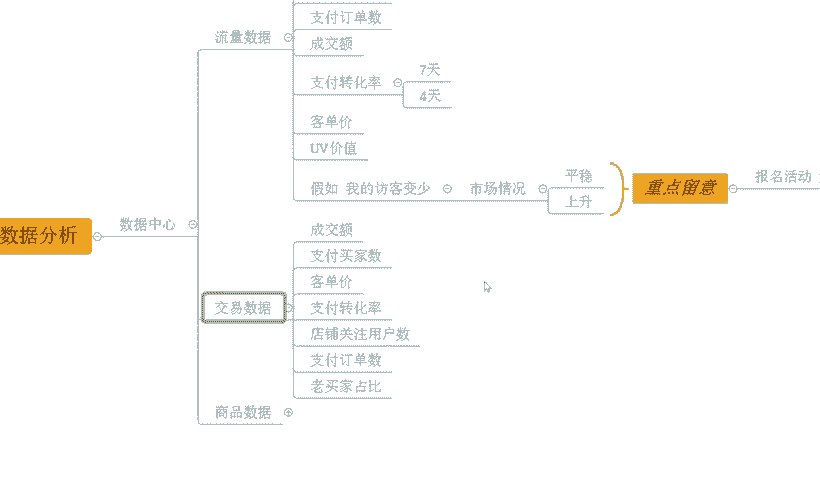 支付订单数
流量数据
成交额
支付转化率
7天
4天
客单价
UV价值
假如 我的访客变少
市场情况
平稳
上升
重点留意
报名活动
数据分析
数据中心
成交额
支付买家数
客单价
交易数据
支付转化率
店铺关注用户数
支付订单数
老买家占比
商品数据